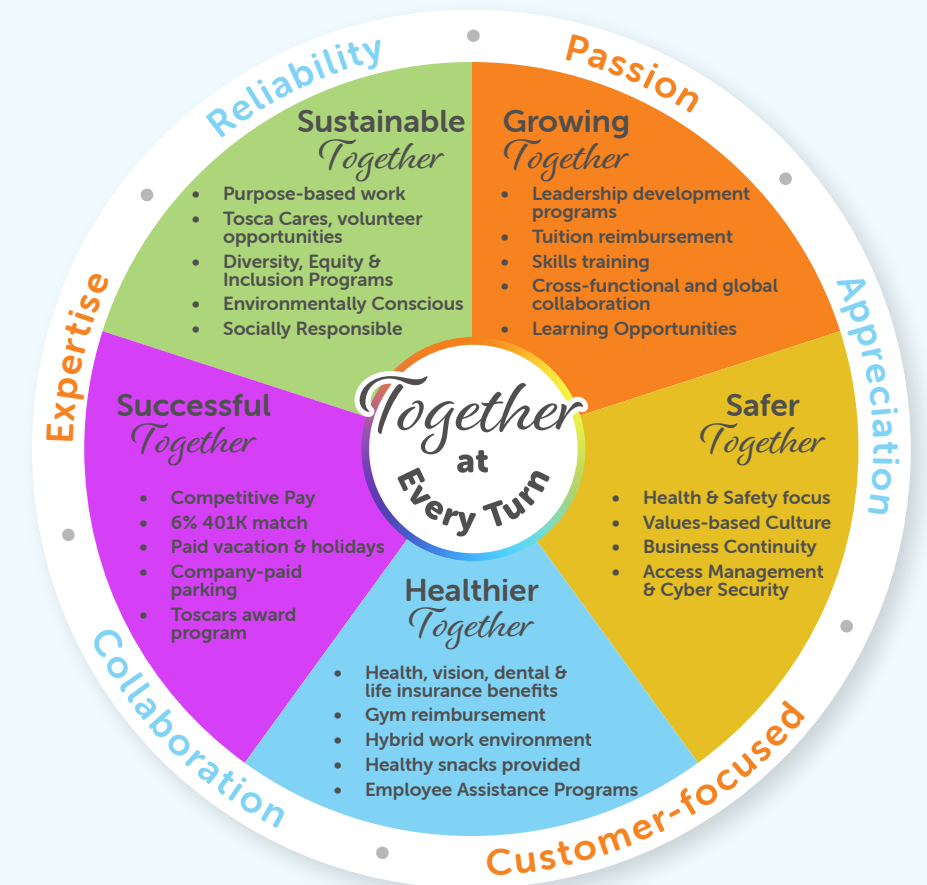 Reliability
Passion
Appreciation
Customer-focused
Collaboration
Expertise
Sustainable
Together
• Purpose-based work
• Tosca Cares, volunteer
opportunities
• Diversity, Equity &
Inclusion Programs
• Environmentally Conscious
• Socially Responsible
Growing
Together
• Leadership development
programs
• Tuition reimbursement
• Skills training
• Cross-functional and global
collaboration
• Learning Opportunities
Successful
Together
• Competitive Pay
• 6% 401K match
• Paid vacation & holidays
• Company-paid
parking
• Toscars award
program
Together
at
Every Turn
Safer
Together
• Health & Safety focus
• Values-based Culture
• Business Continuity
• Access Management
& Cyber Security
Healthier
Together
• Health, vision, dental &
life insurance benefits
• Gym reimbursement
• Hybrid work environment
• Healthy snacks provided
• Employee Assistance Programs